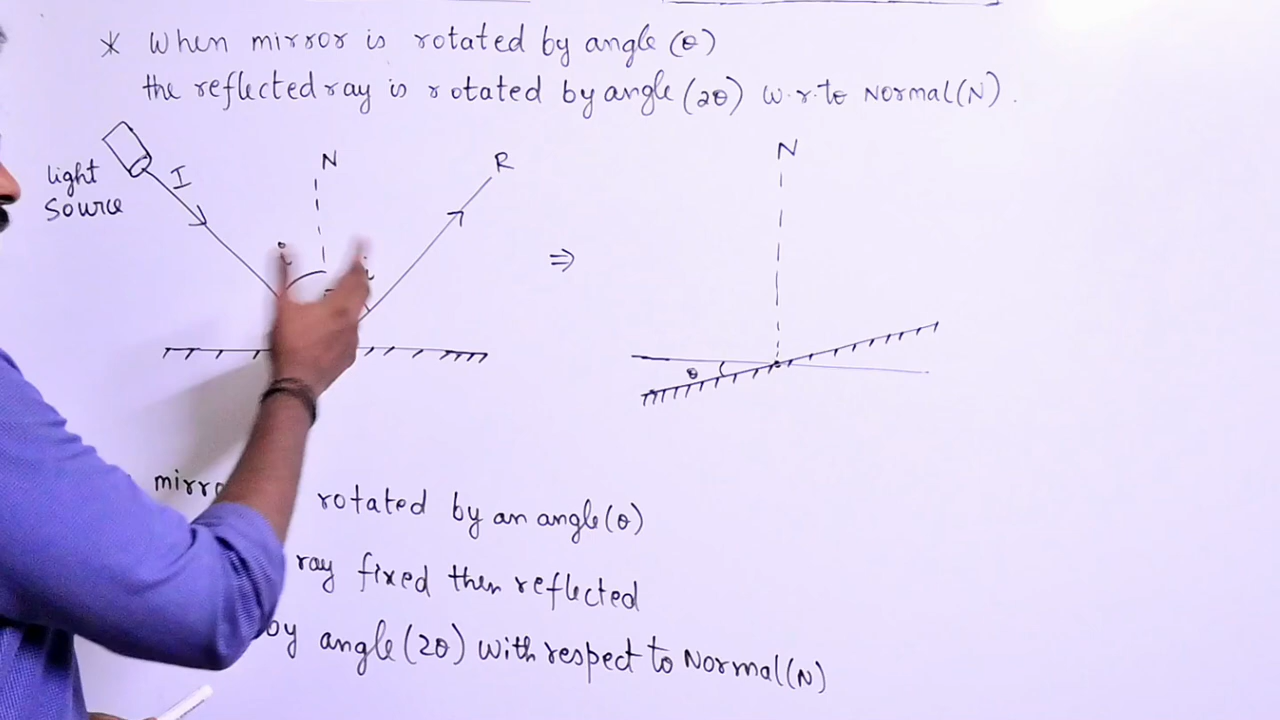 * When mirror is rotated by angle (θ)
the reflected ray is rotated by angle (2θ) w.r.to Normal(N).
N
N
R
I
light
Source
i
i
⇒
θ
rotated by an angle(θ)
ray fixed then reflected
by angle (2θ) with respect to Normal(N)